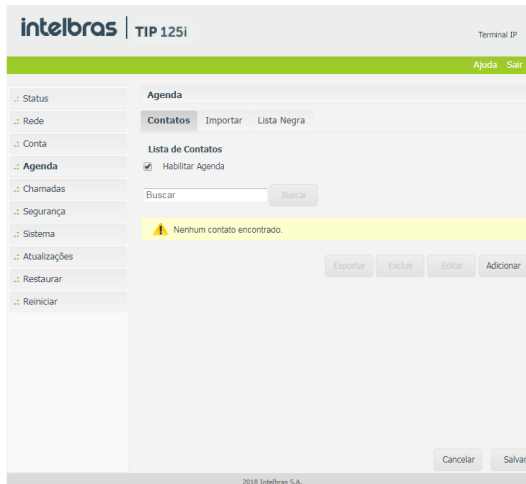 intelbras TIP 125i
Terminal IP
Ajuda Sair
.: Status
.: Rede
.: Conta
.: Agenda
.: Chamadas
.: Segurança
.: Sistema
.: Atualizações
.: Restaurar
.: Reiniciar
Agenda
Contatos Importar Lista Negra
Lista de Contatos
Habilitar Agenda
Buscar Buscar
Nenhum contato encontrado.
Exportar Excluir Editar Adicionar
Cancelar Salvar
2018 Intelbras S.A.